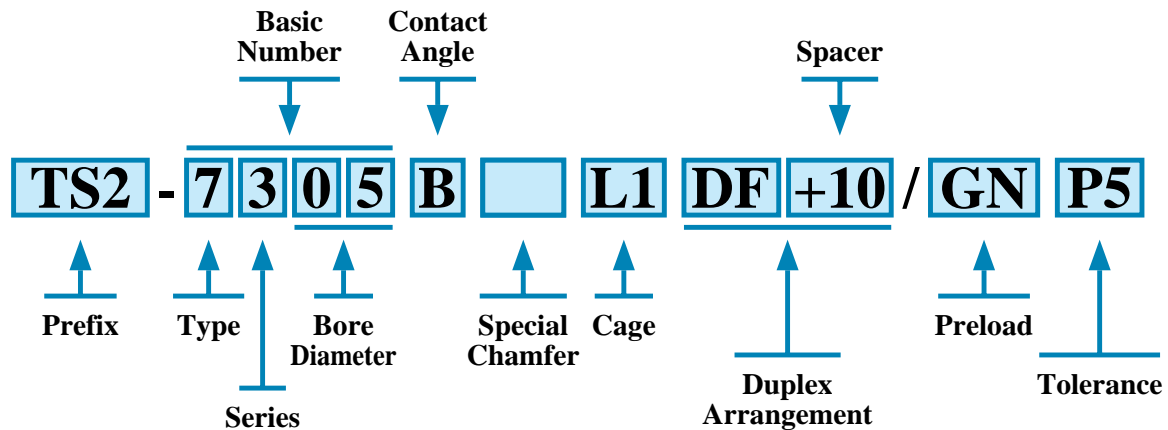 Basic
Number
Contact
Angle
Spacer
TS2 - 7 3 0 5 B L1 DF +10 / GN P5
Prefix
Type
Series
Bore
Diameter
Special
Chamfer
Cage
Duplex
Arrangement
Preload
Tolerance